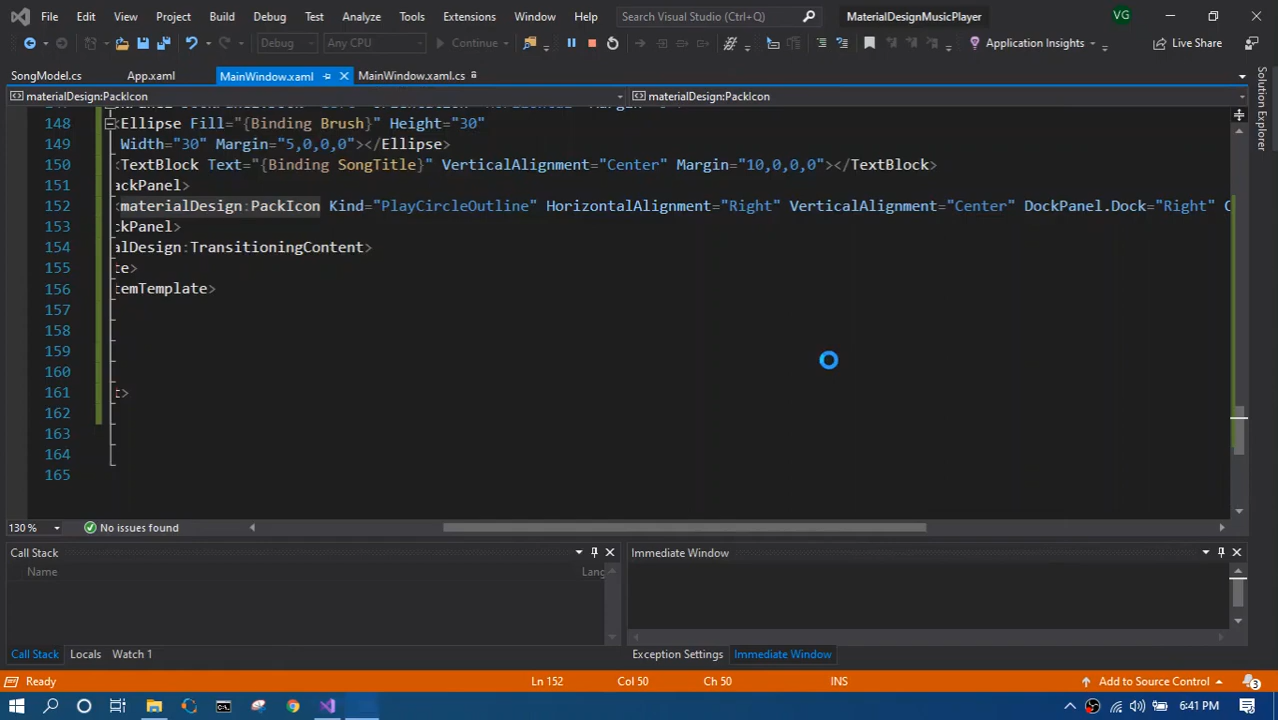 File Edit View Project Build Debug Test Analyze Tools Extensions Window Help Search Visual Studio (Ctrl+Q) MaterialDesignMusicPlayer VG
Debug Any CPU Continue Application Insights Live Share
SongModel.cs App.xaml MainWindow.xaml MainWindow.xaml.cs
materialDesign:PackIcon materialDesign:PackIcon
Solution Explorer
148 <Ellipse Fill="{Binding Brush}" Height="30"
149 Width="30" Margin="5,0,0,0"></Ellipse>
150 <TextBlock Text="{Binding SongTitle}" VerticalAlignment="Center" Margin="10,0,0,0"></TextBlock>
151 ackPanel>
152 materialDesign:PackIcon Kind="PlayCircleOutline" HorizontalAlignment="Right" VerticalAlignment="Center" DockPanel.Dock="Right"
153 ckPanel>
154 alDesign:TransitioningContent>
155 te>
156 temTemplate>
157
158
159
160
161 t>
162
163
164
165
130 % No issues found
Call Stack Immediate Window
Name Lang
Call Stack Locals Watch 1 Exception Settings Immediate Window
Ready Ln 152 Col 50 Ch 50 INS Add to Source Control 3
6:41 PM